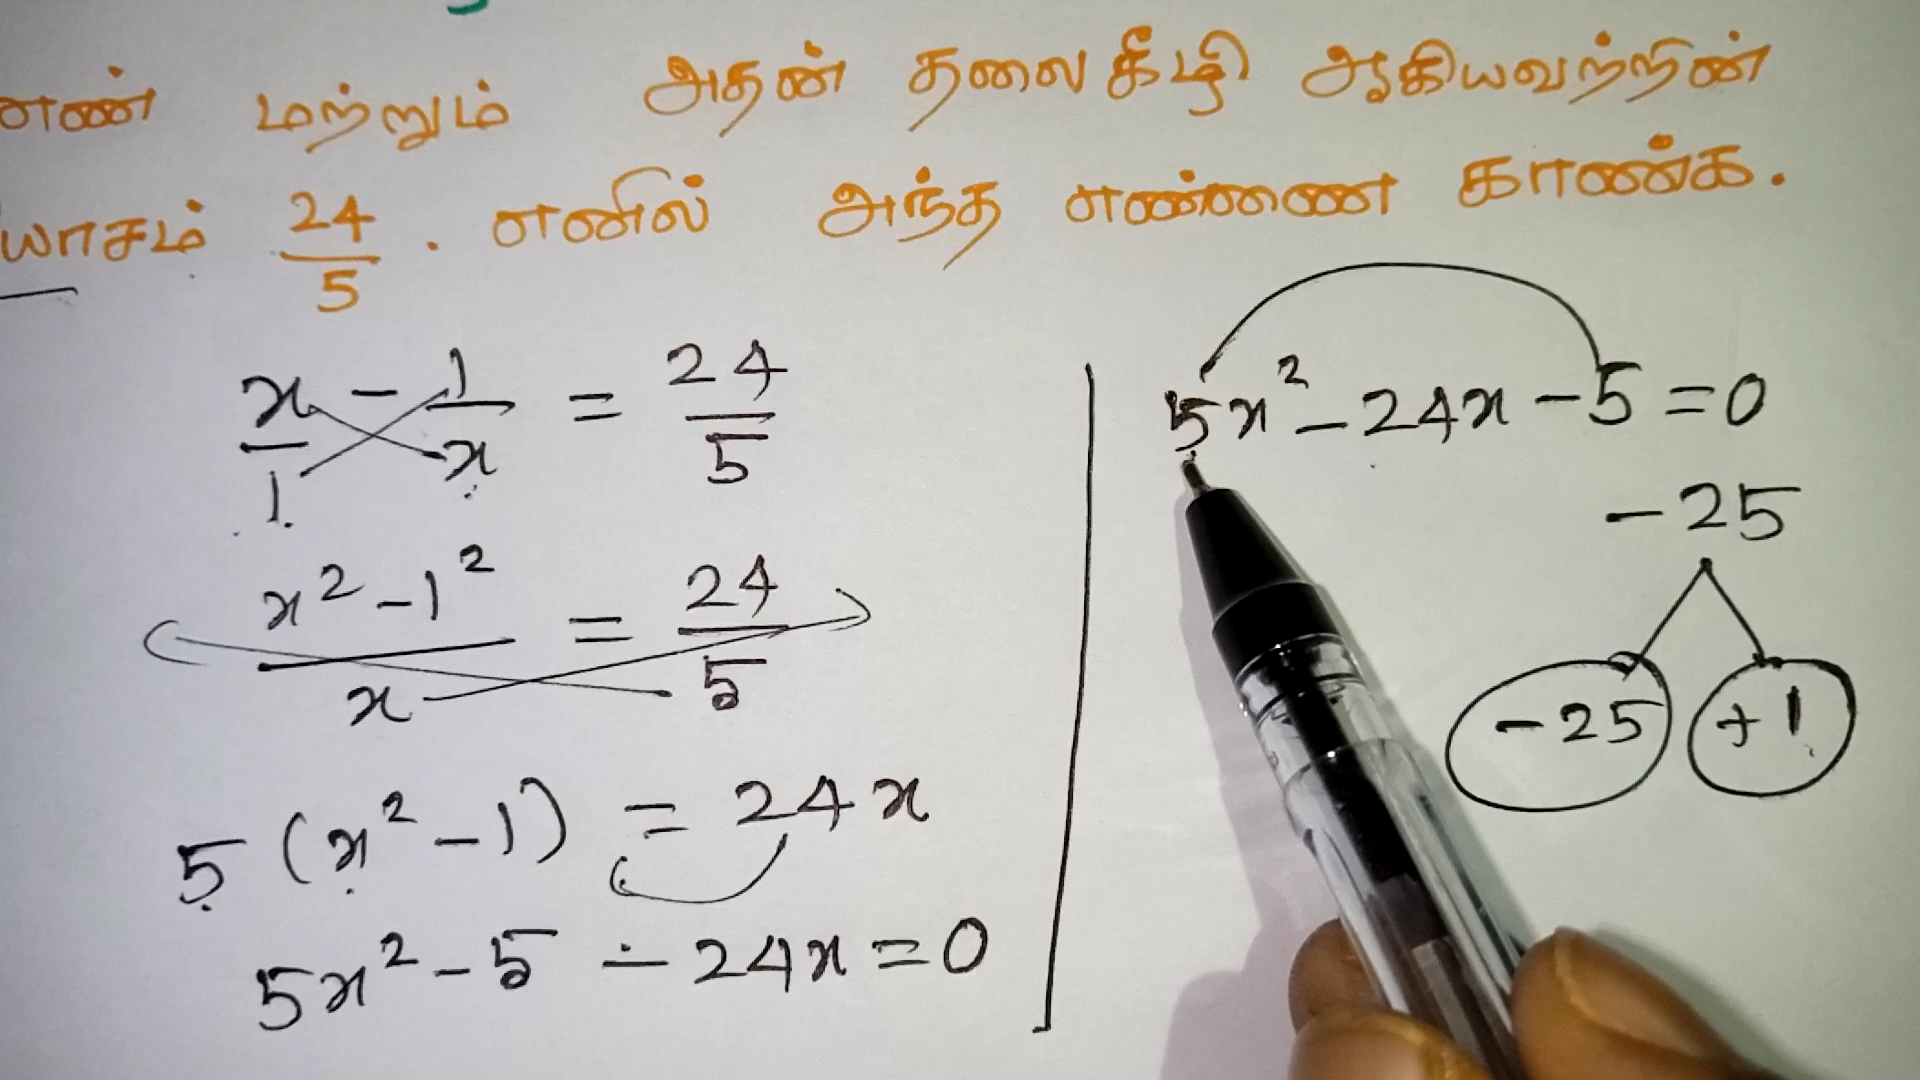 எண் மற்றும் அதன் தலைகீழி ஆகியவற்றின்
யாசம் 24/5 . எனில் அந்த எண்ணை காண்க.
x/1 - 1/x = 24/5
x² - 1² / x = 24/5
5 (x² - 1) = 24x
5x² - 5 - 24x = 0
5x² - 24x - 5 = 0
-25
-25 +1